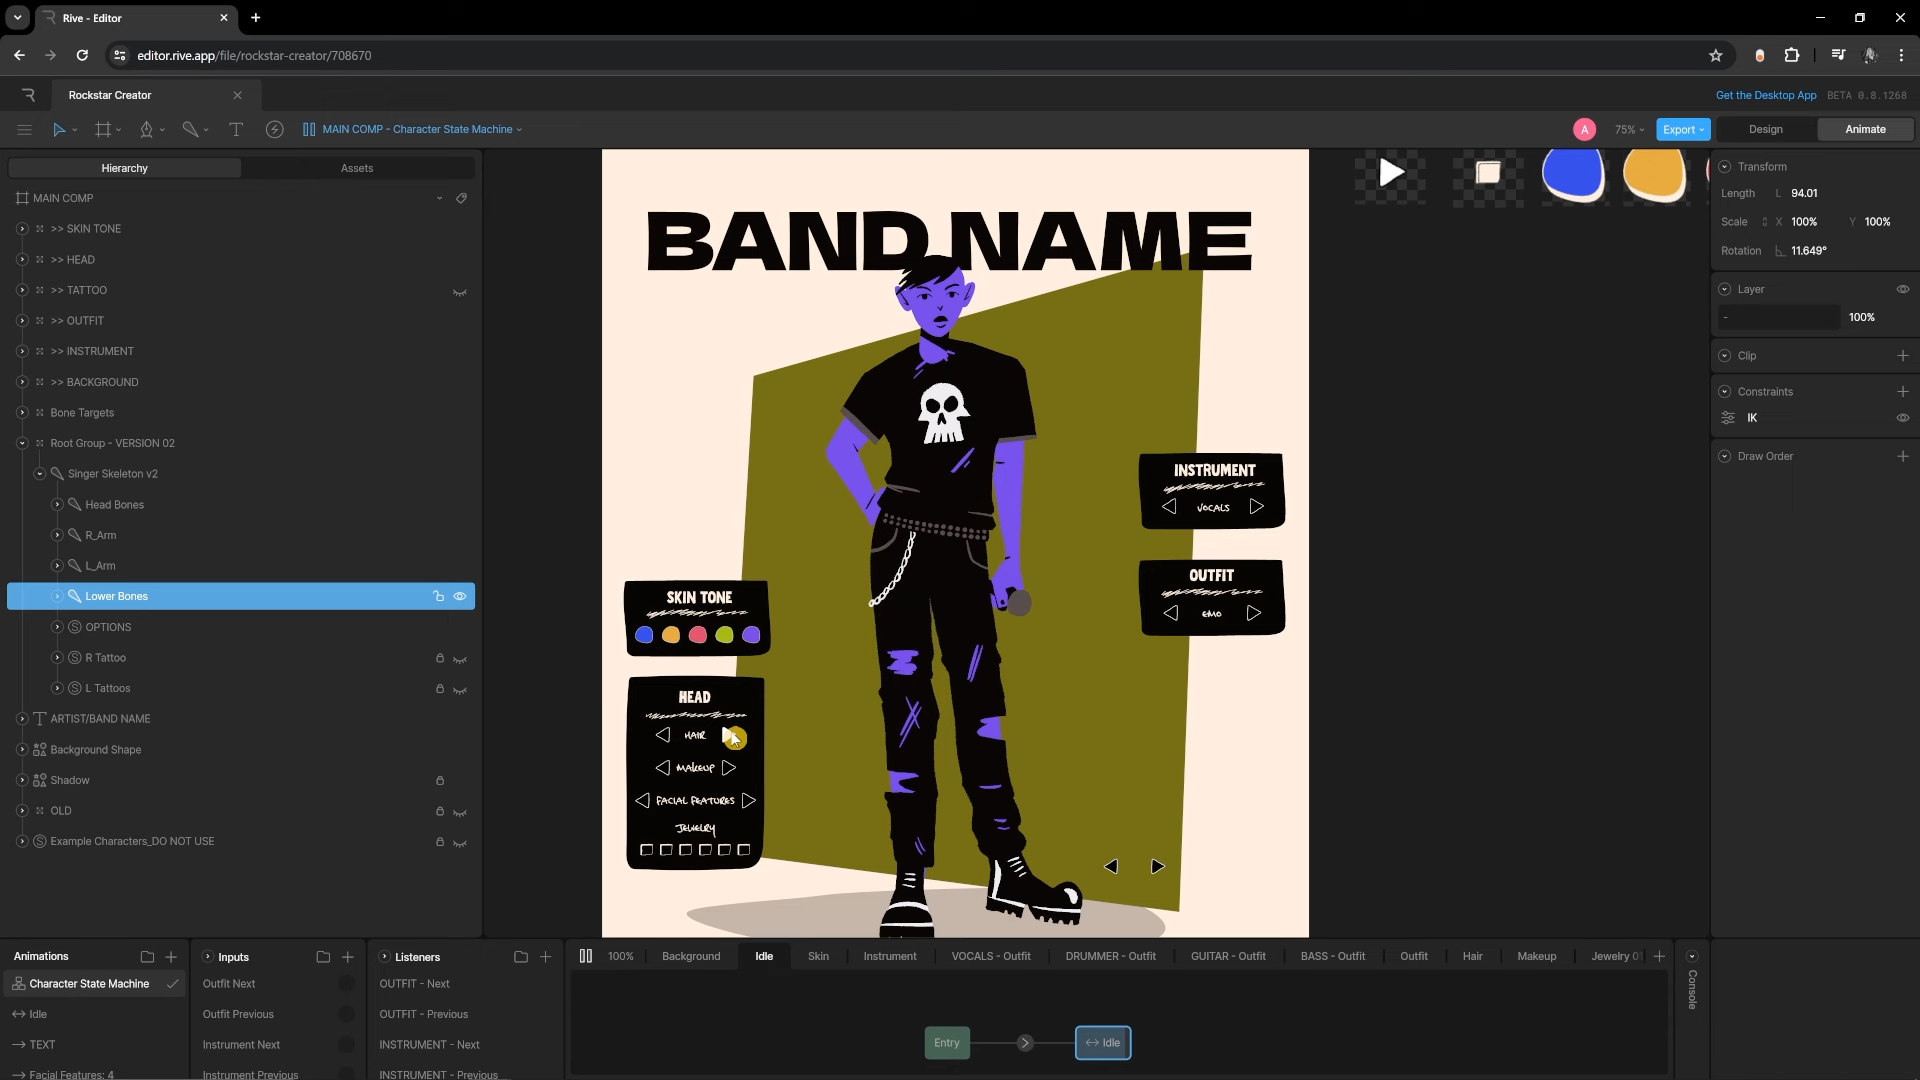 Rive - Editor
editor.rive.app/file/rockstar-creator/708670
Rockstar Creator
Get the Desktop App BETA 0.8.1268
MAIN COMP - Character State Machine
A
75%
Export
Design
Animate
Hierarchy
Assets
MAIN COMP
>> SKIN TONE
>> HEAD
>> TATTOO
>> OUTFIT
>> INSTRUMENT
>> BACKGROUND
Bone Targets
Root Group - VERSION 02
Singer Skeleton v2
Head Bones
R_Arm
L_Arm
Lower Bones
OPTIONS
R Tattoo
L Tattoos
ARTIST/BAND NAME
Background Shape
Shadow
OLD
Example Characters_DO NOT USE
BAND NAME
SKIN TONE
HEAD
HAIR
MAKEUP
FACIAL FEATURES
JEWELRY
INSTRUMENT
VOCALS
OUTFIT
EMO
Transform
Length L 94.01
Scale X 100% Y 100%
Rotation 11.649°
Layer
- 100%
Clip
Constraints
IK
Draw Order
Animations
Character State Machine
Idle
TEXT
Facial Features: 4
Inputs
Outfit Next
Outfit Previous
Instrument Next
Instrument Previous
Listeners
OUTFIT - Next
OUTFIT - Previous
INSTRUMENT - Next
INSTRUMENT - Previous
100%
Background
Idle
Skin
Instrument
VOCALS - Outfit
DRUMMER - Outfit
GUITAR - Outfit
BASS - Outfit
Outfit
Hair
Makeup
Jewelry 0
Entry
Idle
Console